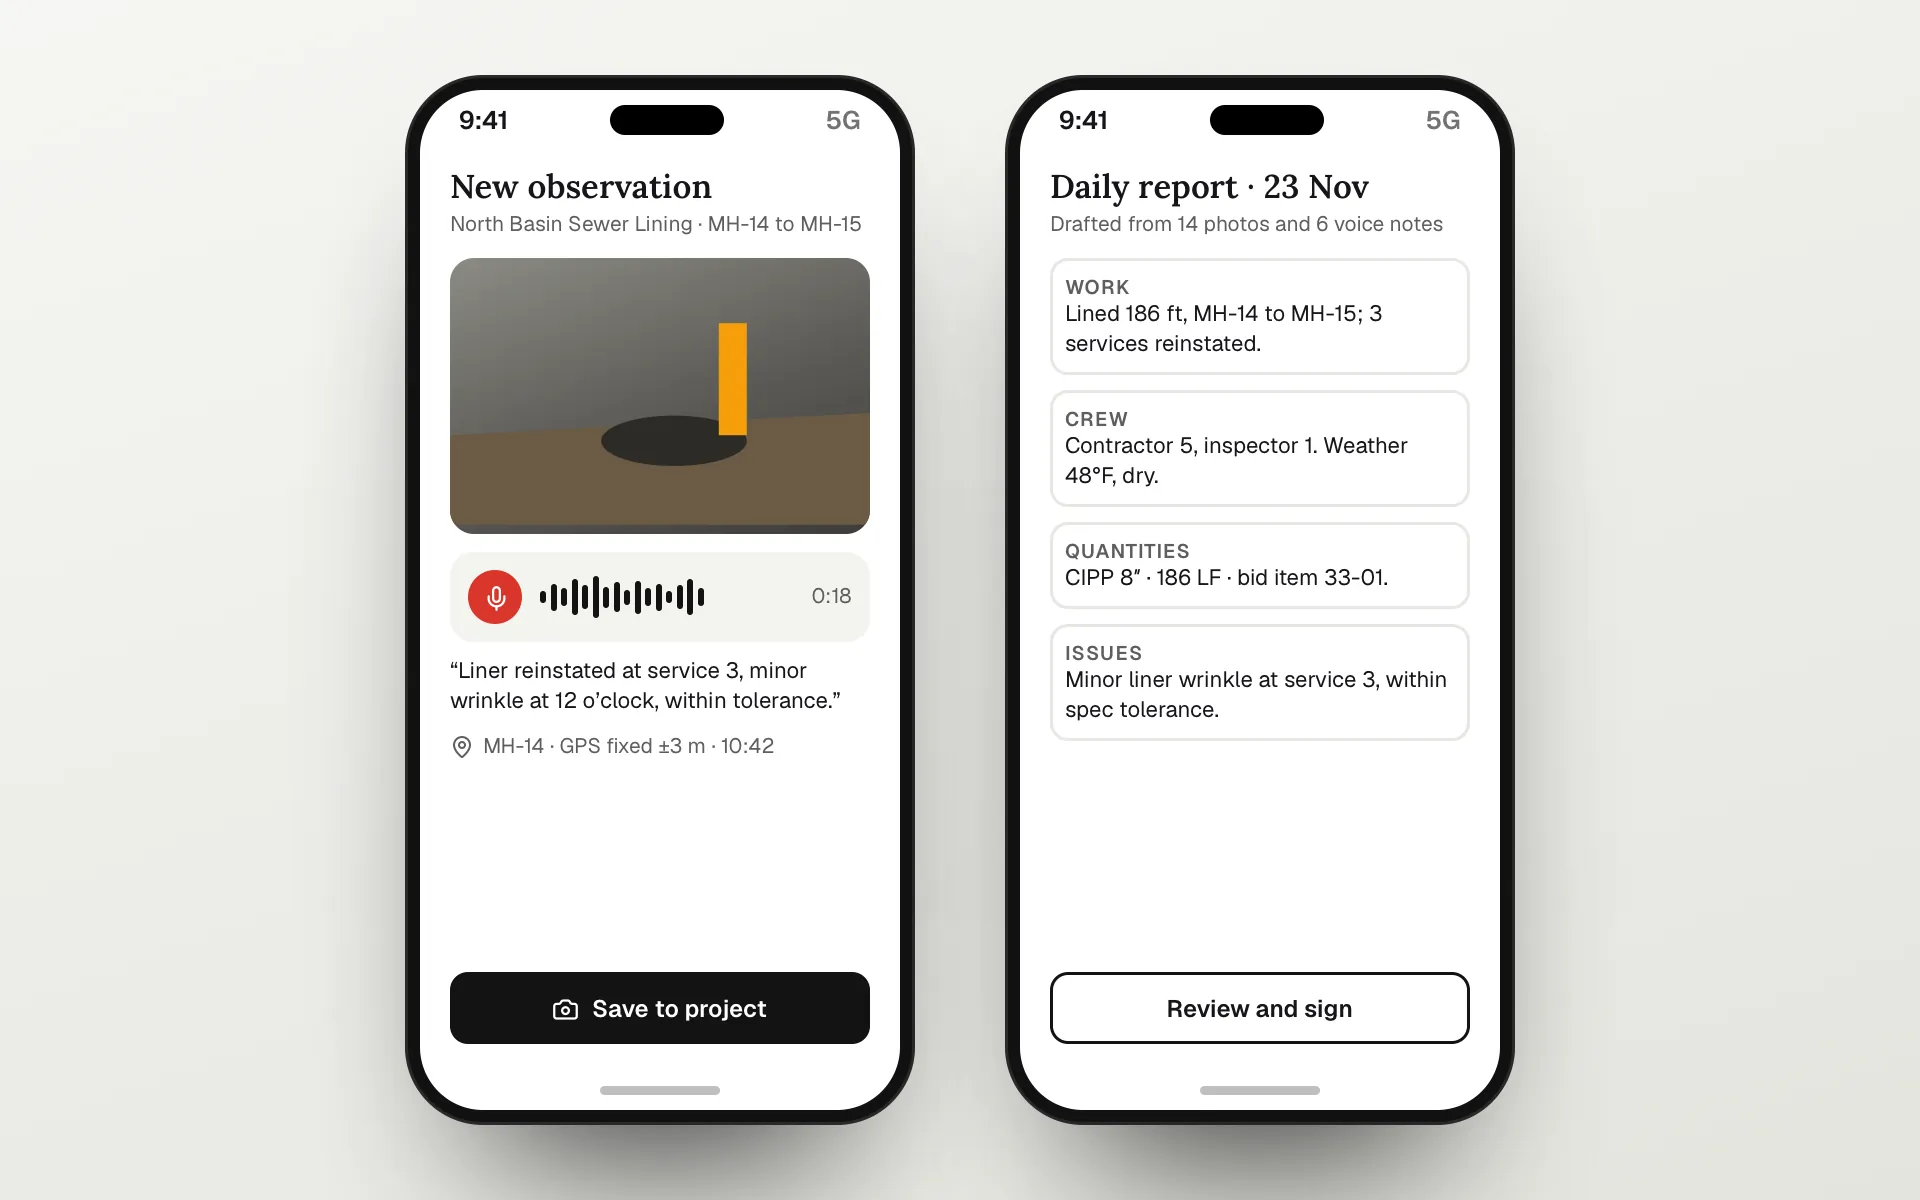 9:41
5G
New observation
North Basin Sewer Lining · MH-14 to MH-15
0:18
“Liner reinstated at service 3, minor
wrinkle at 12 o’clock, within tolerance.”
MH-14 · GPS fixed ±3 m · 10:42
Save to project
9:41
5G
Daily report · 23 Nov
Drafted from 14 photos and 6 voice notes
WORK
Lined 186 ft, MH-14 to MH-15; 3
services reinstated.
CREW
Contractor 5, inspector 1. Weather
48°F, dry.
QUANTITIES
CIPP 8″ · 186 LF · bid item 33-01.
ISSUES
Minor liner wrinkle at service 3, within
spec tolerance.
Review and sign